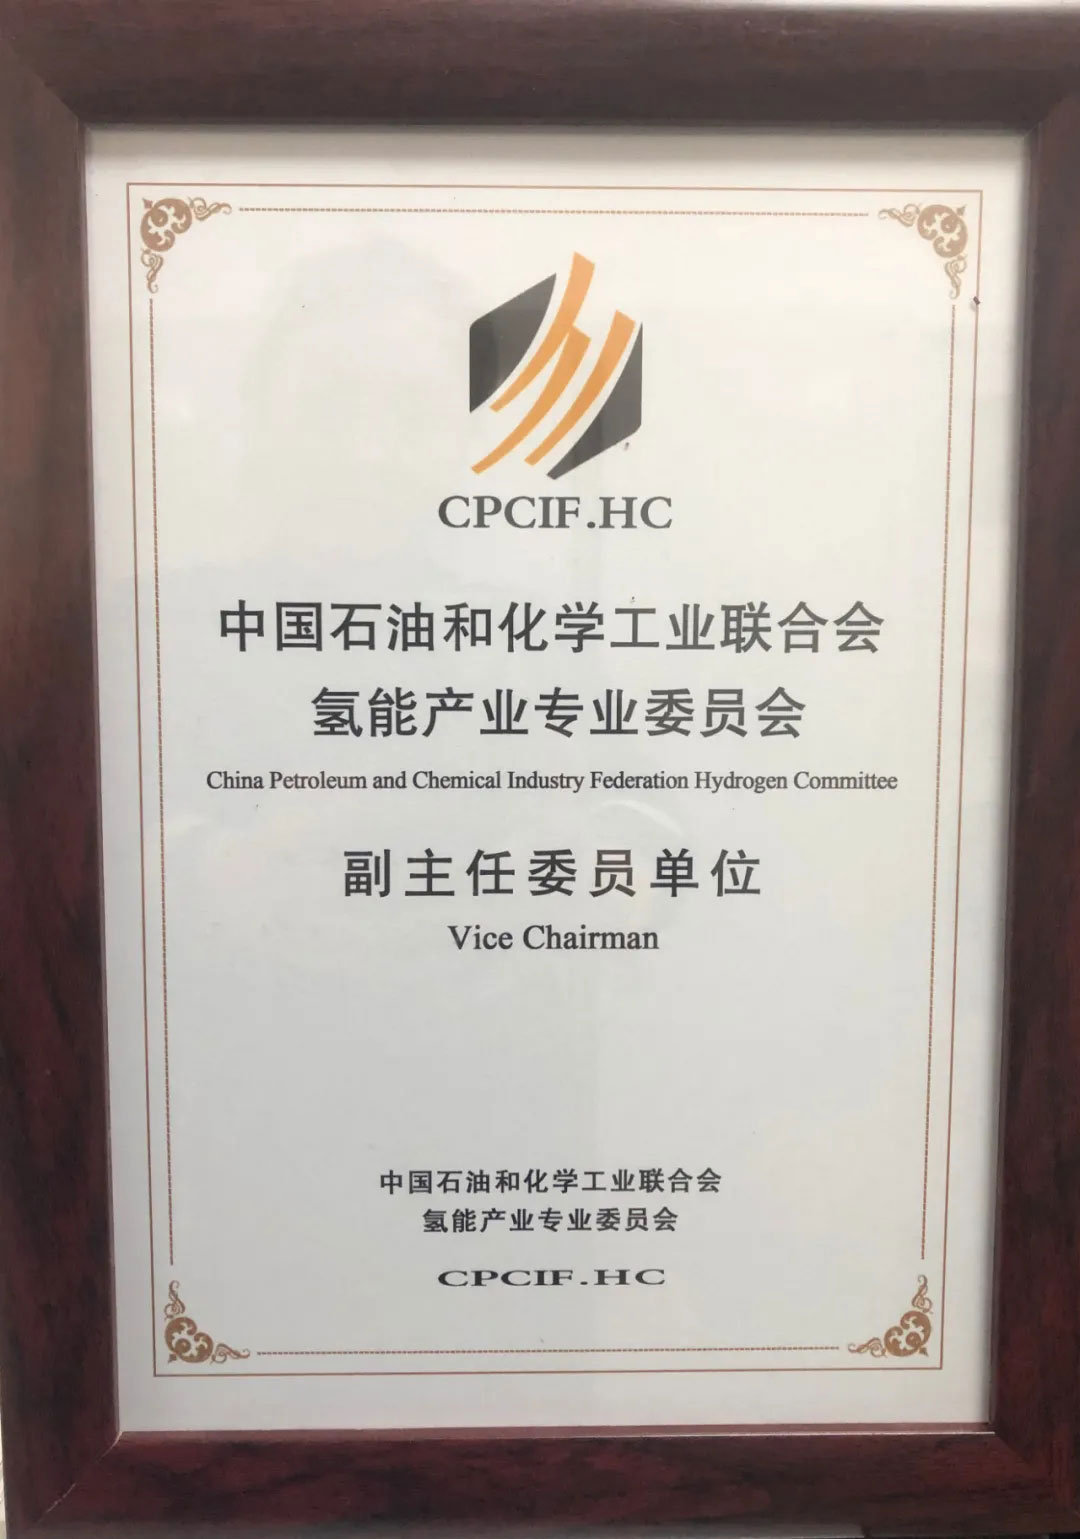 CPCIF.HC
中国石油和化学工业联合会
氢能产业专业委员会
China Petroleum and Chemical Industry Federation Hydrogen Committee
副主任委员单位
Vice Chairman
中国石油和化学工业联合会
氢能产业专业委员会
CPCIF.HC